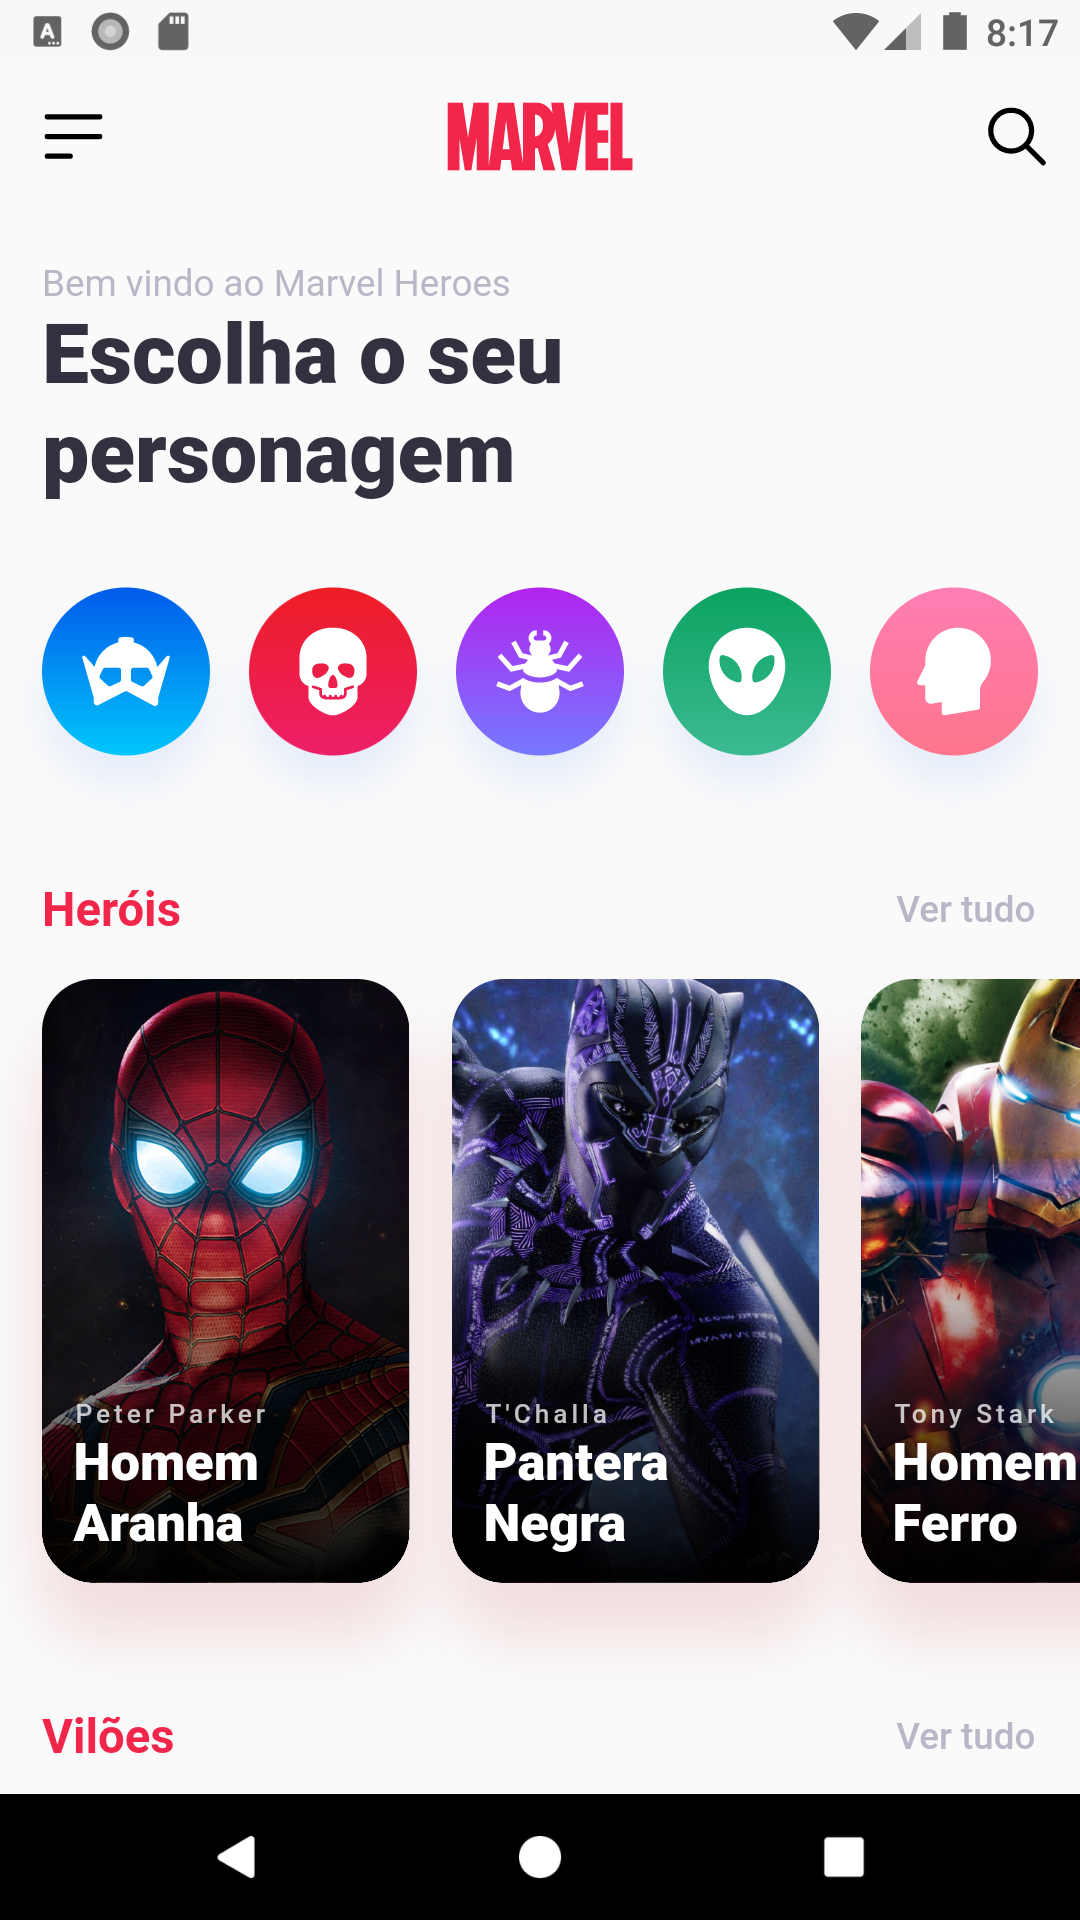 8:17
MARVEL
Bem vindo ao Marvel Heroes
Escolha o seu
personagem
Heróis
Ver tudo
Peter Parker
Homem
Aranha
T'Challa
Pantera
Negra
Tony Stark
Homem
Ferro
Vilões
Ver tudo